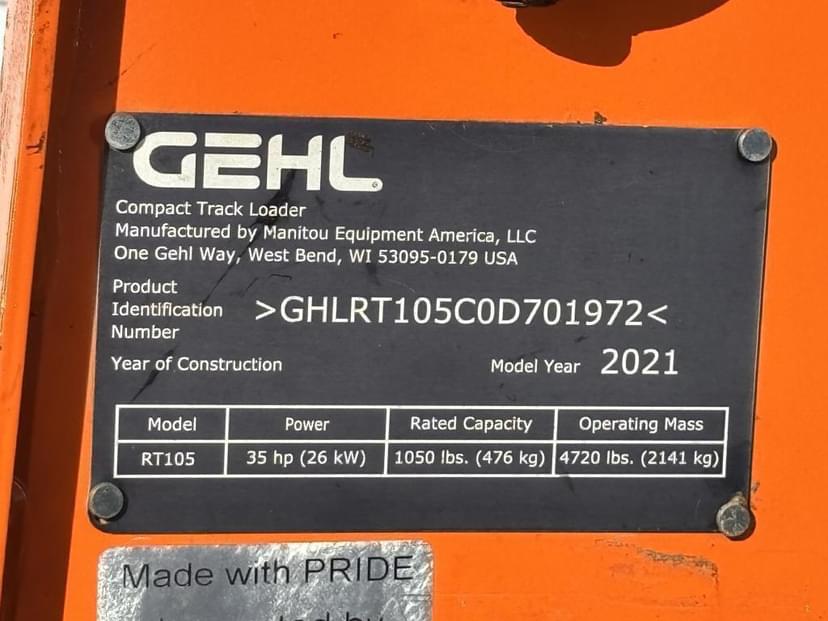 GEHL
Compact Track Loader
Manufactured by Manitou Equipment America, LLC
One Gehl Way, West Bend, WI 53095-0179 USA
Product
Identification
Number
>GHLRT105C0D701972<
Year of Construction Model Year 2021
Model Power Rated Capacity Operating Mass
RT105 35 hp (26 kW) 1050 lbs. (476 kg) 4720 lbs. (2141 kg)
Made with PRIDE
by